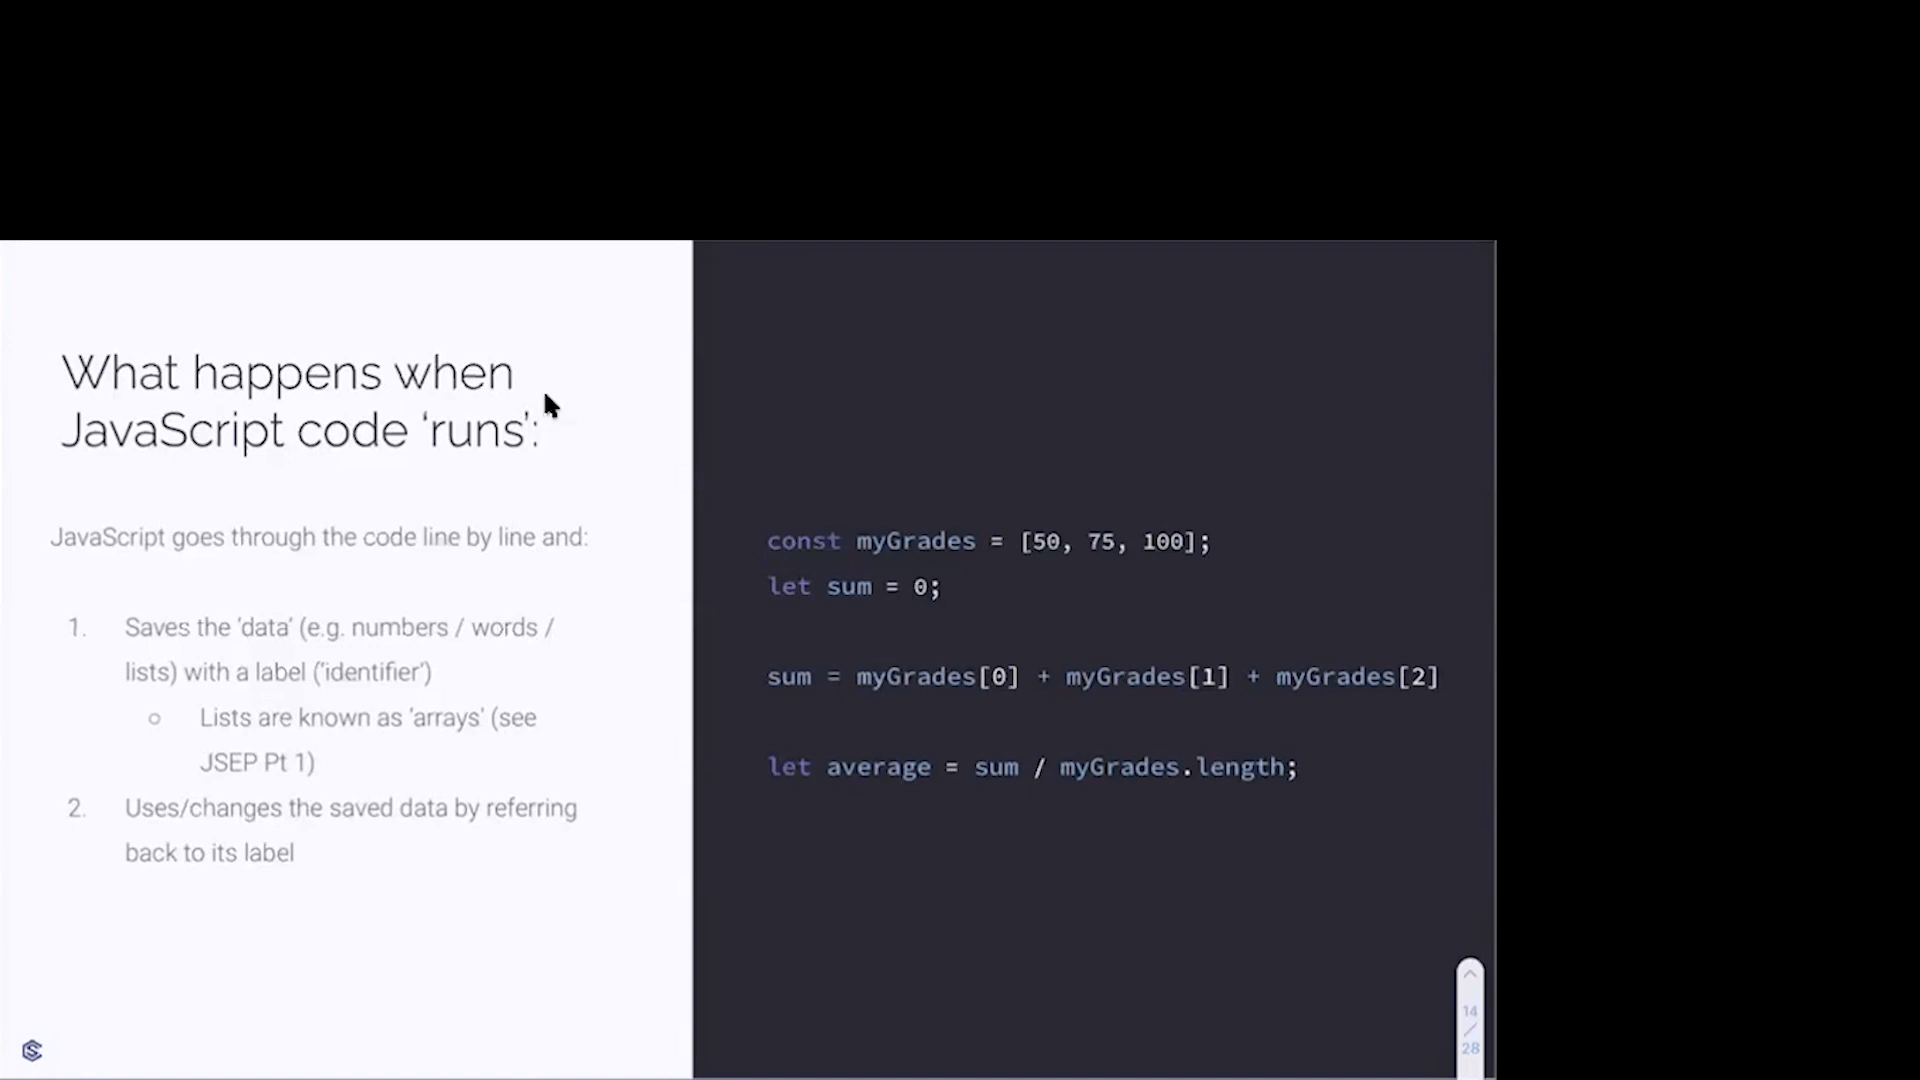 What happens when
JavaScript code ‘runs’:
JavaScript goes through the code line by line and:
1. Saves the ‘data’ (e.g. numbers / words /
lists) with a label (‘identifier’)
○ Lists are known as ‘arrays’ (see
JSEP Pt 1)
2. Uses/changes the saved data by referring
back to its label
const myGrades = [50, 75, 100];
let sum = 0;
sum = myGrades[0] + myGrades[1] + myGrades[2]
let average = sum / myGrades.length;
14
/
28